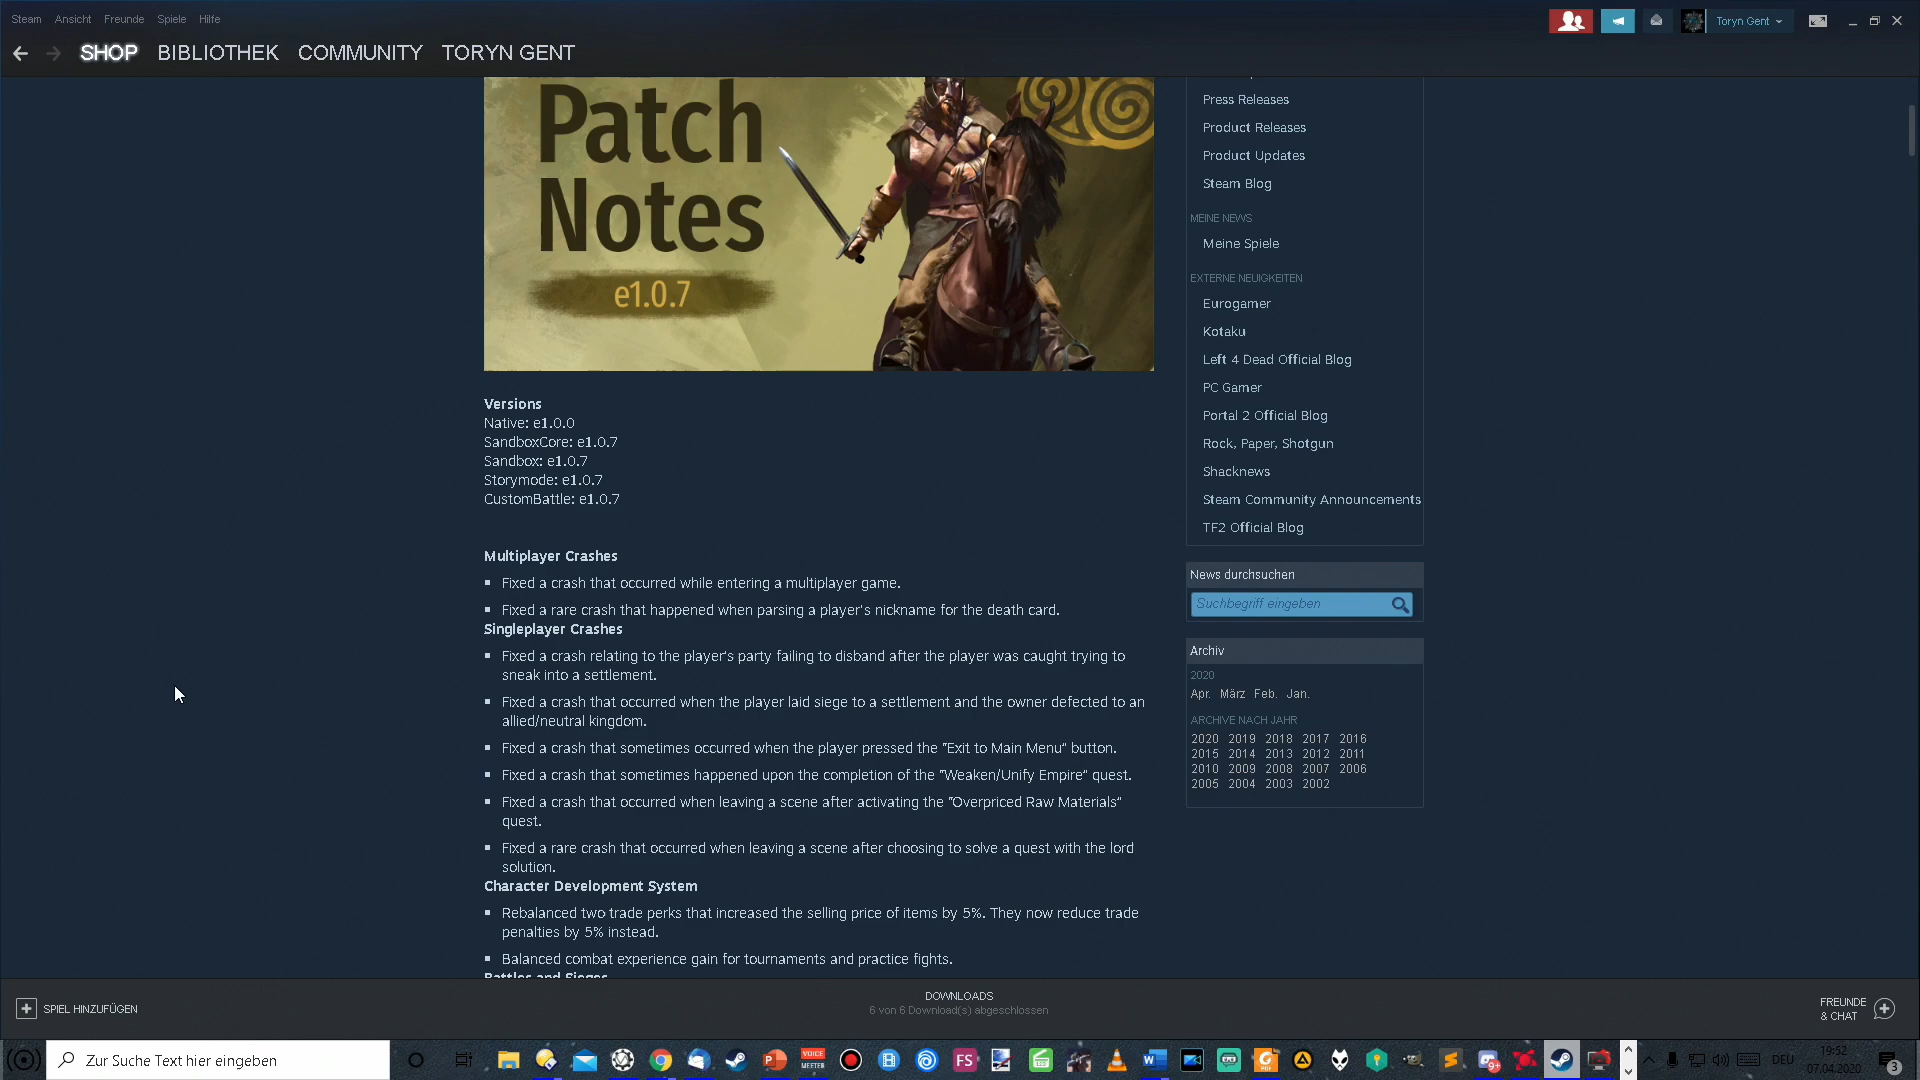 Steam Ansicht Freunde Spiele Hilfe
Toryn Gent
SHOP BIBLIOTHEK COMMUNITY TORYN GENT
Patch
Notes
e1.0.7
Versions
Native: e1.0.0
SandboxCore: e1.0.7
Sandbox: e1.0.7
Storymode: e1.0.7
CustomBattle: e1.0.7
Multiplayer Crashes
Fixed a crash that occurred while entering a multiplayer game.
Fixed a rare crash that happened when parsing a player's nickname for the death card.
Singleplayer Crashes
Fixed a crash relating to the player's party failing to disband after the player was caught trying to
sneak into a settlement.
Fixed a crash that occurred when the player laid siege to a settlement and the owner defected to an
allied/neutral kingdom.
Fixed a crash that sometimes occurred when the player pressed the "Exit to Main Menu" button.
Fixed a crash that sometimes happened upon the completion of the "Weaken/Unify Empire" quest.
Fixed a crash that occurred when leaving a scene after activating the "Overpriced Raw Materials"
quest.
Fixed a rare crash that occurred when leaving a scene after choosing to solve a quest with the lord
solution.
Character Development System
Rebalanced two trade perks that increased the selling price of items by 5%. They now reduce trade
penalties by 5% instead.
Balanced combat experience gain for tournaments and practice fights.
Battles and Sieges
Press Releases
Product Releases
Product Updates
Steam Blog
MEINE NEWS
Meine Spiele
EXTERNE NEUIGKEITEN
Eurogamer
Kotaku
Left 4 Dead Official Blog
PC Gamer
Portal 2 Official Blog
Rock, Paper, Shotgun
Shacknews
Steam Community Announcements
TF2 Official Blog
News durchsuchen
Suchbegriff eingeben
Archiv
2020
Apr. März Feb. Jan.
ARCHIVE NACH JAHR
2020 2019 2018 2017 2016
2015 2014 2013 2012 2011
2010 2009 2008 2007 2006
2005 2004 2003 2002
SPIEL HINZUFÜGEN
DOWNLOADS
6 von 6 Download(s) abgeschlossen
FREUNDE
& CHAT
Zur Suche Text hier eingeben
VOICE
MEETER
FS
9+
DEU
19:52
07.04.2020
3